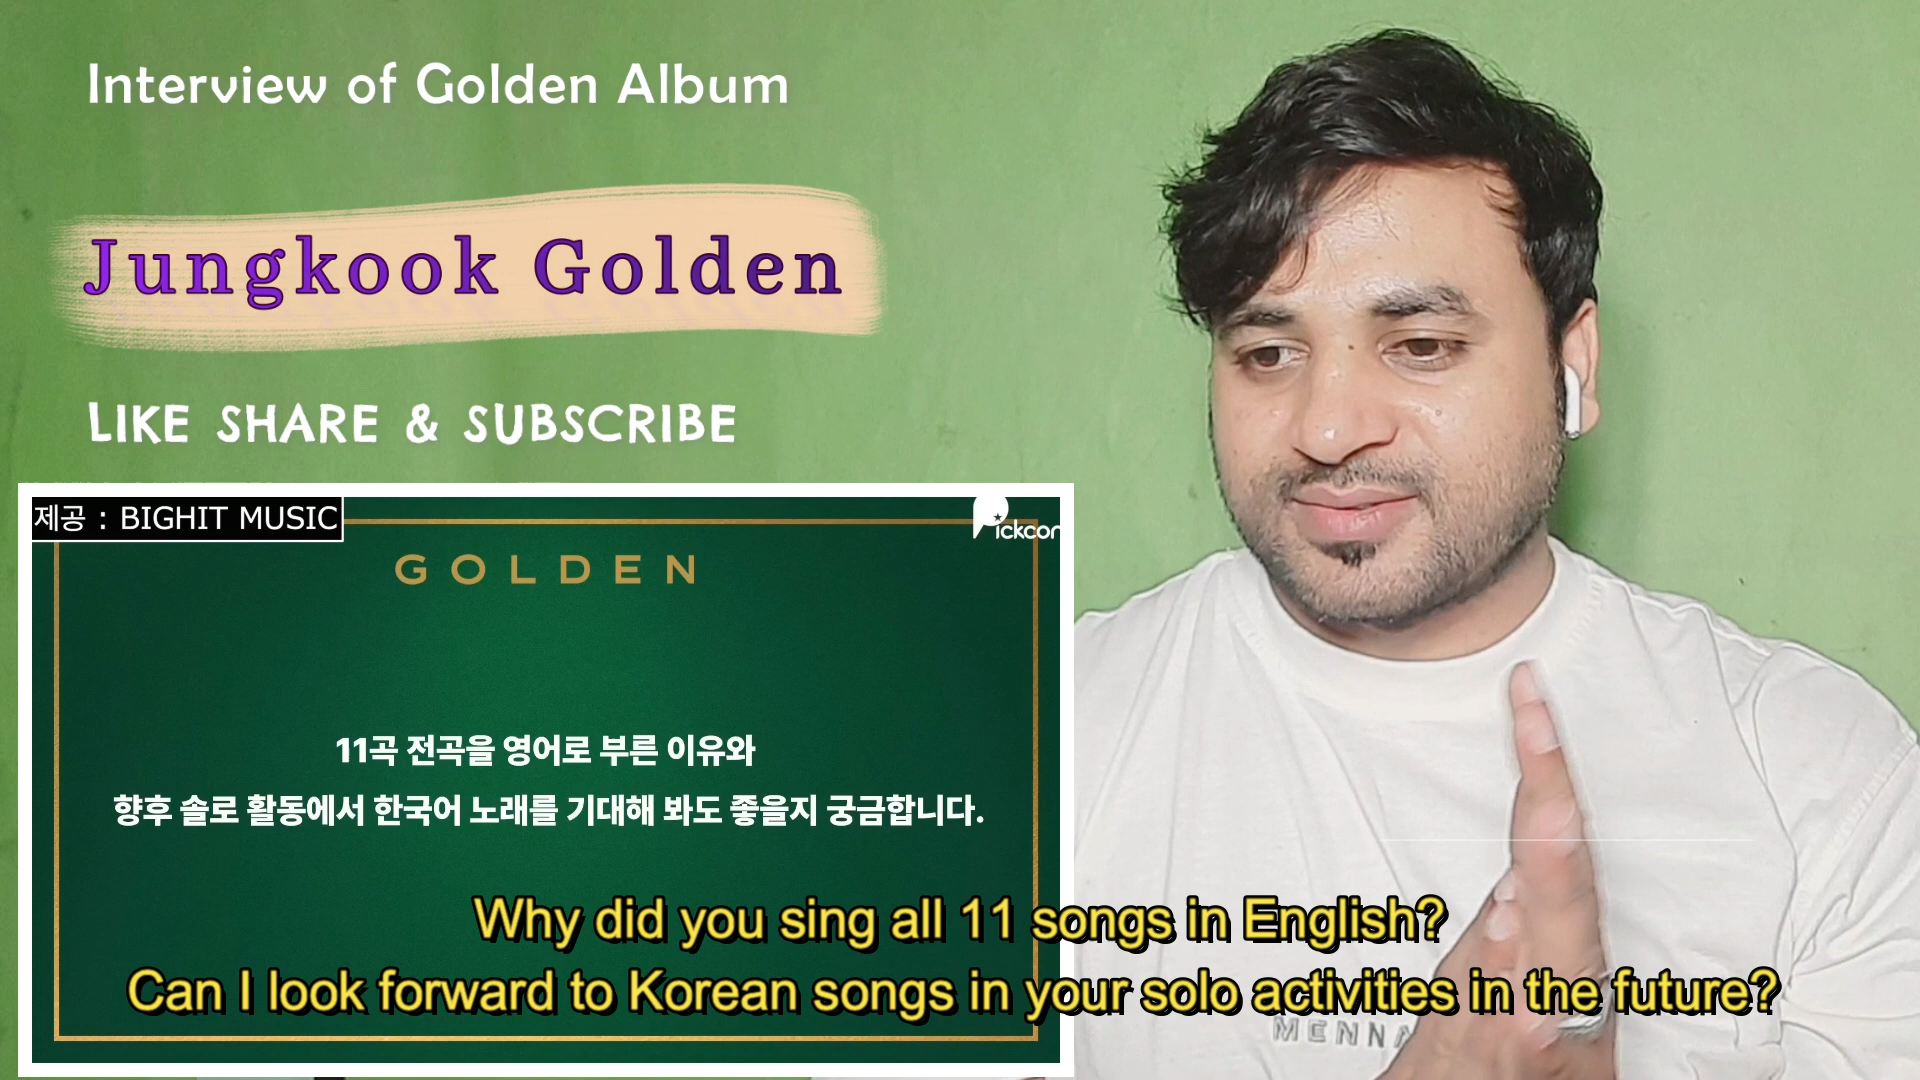 Interview of Golden Album
Jungkook Golden
LIKE SHARE & SUBSCRIBE
제공 : BIGHIT MUSIC
ickcon
GOLDEN
11곡 전곡을 영어로 부른 이유와
향후 솔로 활동에서 한국어 노래를 기대해 봐도 좋을지 궁금합니다.
Why did you sing all 11 songs in English?
Can I look forward to Korean songs in your solo activities in the future?
MENNA